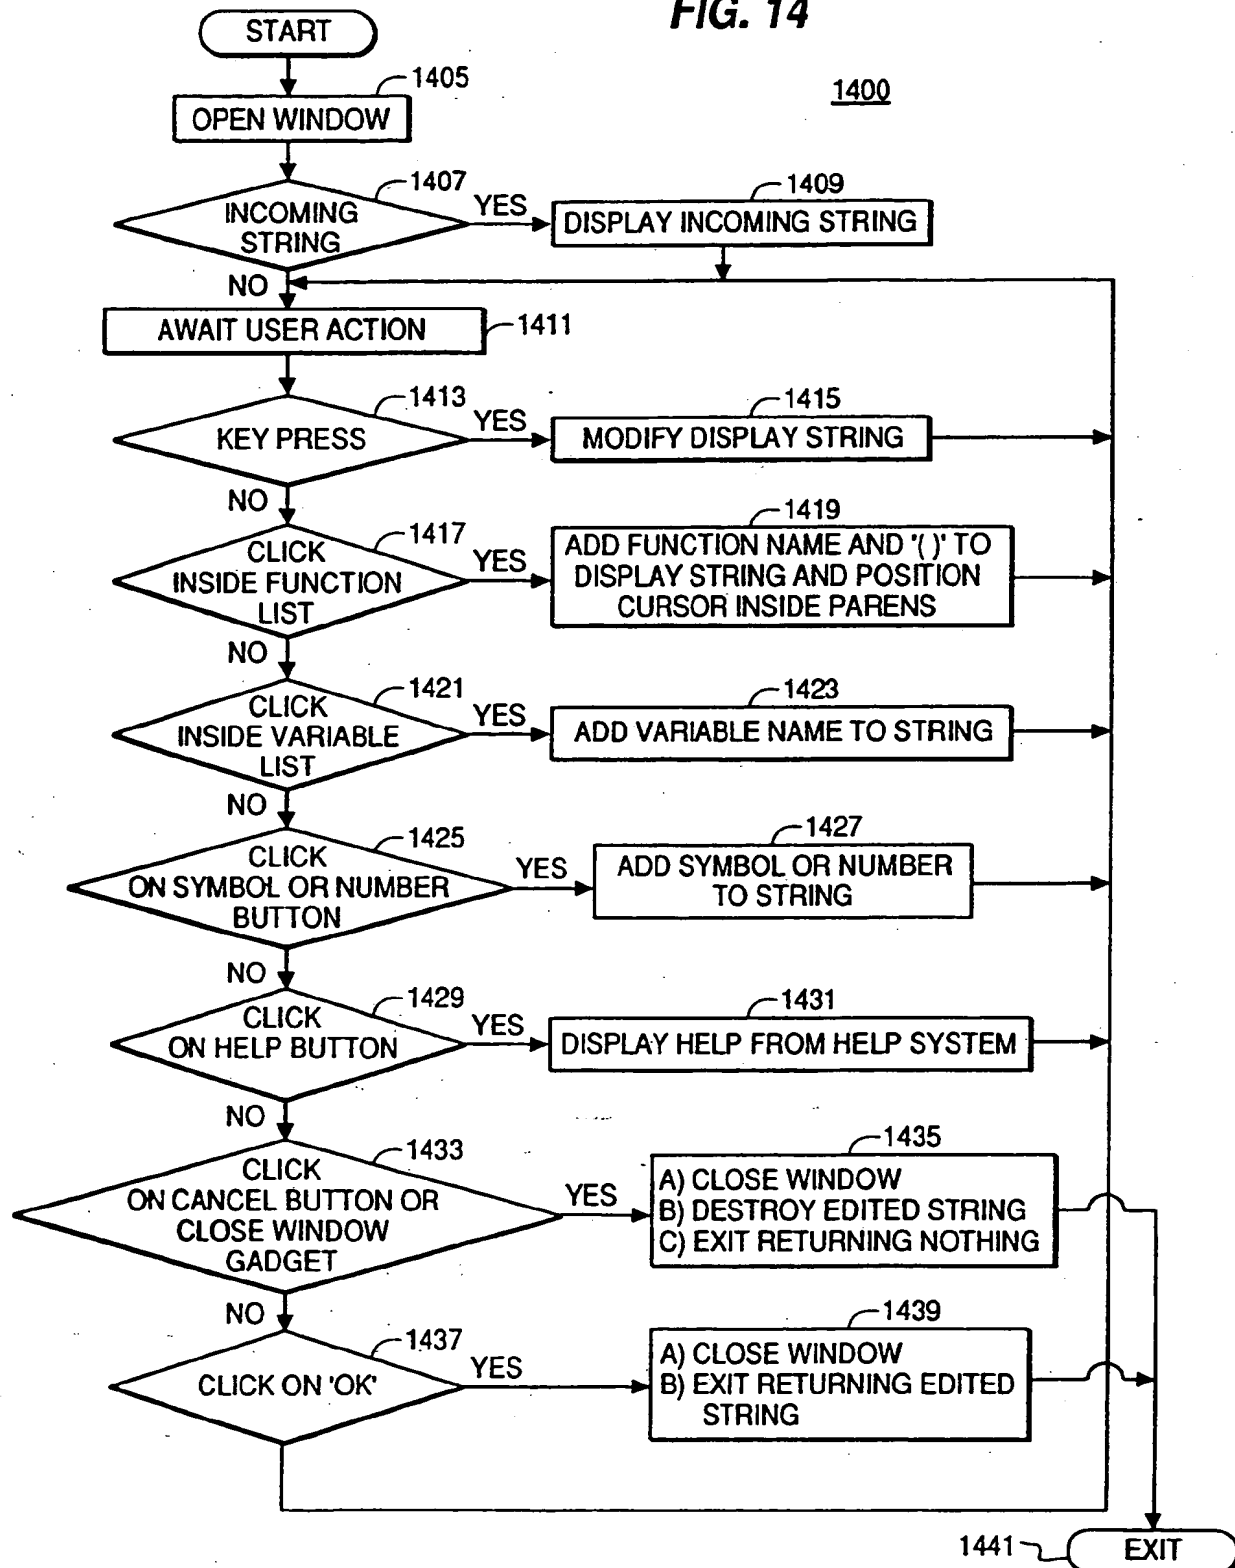 FIG. 14
START
1405
1400
OPEN WINDOW
1407
INCOMING
STRING
YES
1409
DISPLAY INCOMING STRING
NO
AWAIT USER ACTION
1411
1413
KEY PRESS
YES
1415
MODIFY DISPLAY STRING
NO
1417
CLICK
INSIDE FUNCTION
LIST
YES
1419
ADD FUNCTION NAME AND '( )' TO
DISPLAY STRING AND POSITION
CURSOR INSIDE PARENS
NO
1421
CLICK
INSIDE VARIABLE
LIST
YES
1423
ADD VARIABLE NAME TO STRING
NO
1425
CLICK
ON SYMBOL OR NUMBER
BUTTON
YES
1427
ADD SYMBOL OR NUMBER
TO STRING
NO
1429
CLICK
ON HELP BUTTON
YES
1431
DISPLAY HELP FROM HELP SYSTEM
NO
1433
CLICK
ON CANCEL BUTTON OR
CLOSE WINDOW
GADGET
YES
1435
A) CLOSE WINDOW
B) DESTROY EDITED STRING
C) EXIT RETURNING NOTHING
NO
1437
CLICK ON 'OK'
YES
1439
A) CLOSE WINDOW
B) EXIT RETURNING EDITED
STRING
1441
EXIT